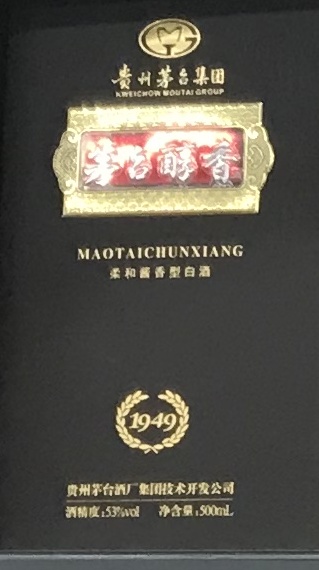 贵州茅台集团
KWEICHOW MOUTAI GROUP
茅台醇香
MAOTAICHUNXIANG
柔和酱香型白酒
1949
贵州茅台酒厂集团技术开发公司
酒精度:53%vol 净含量:500mL